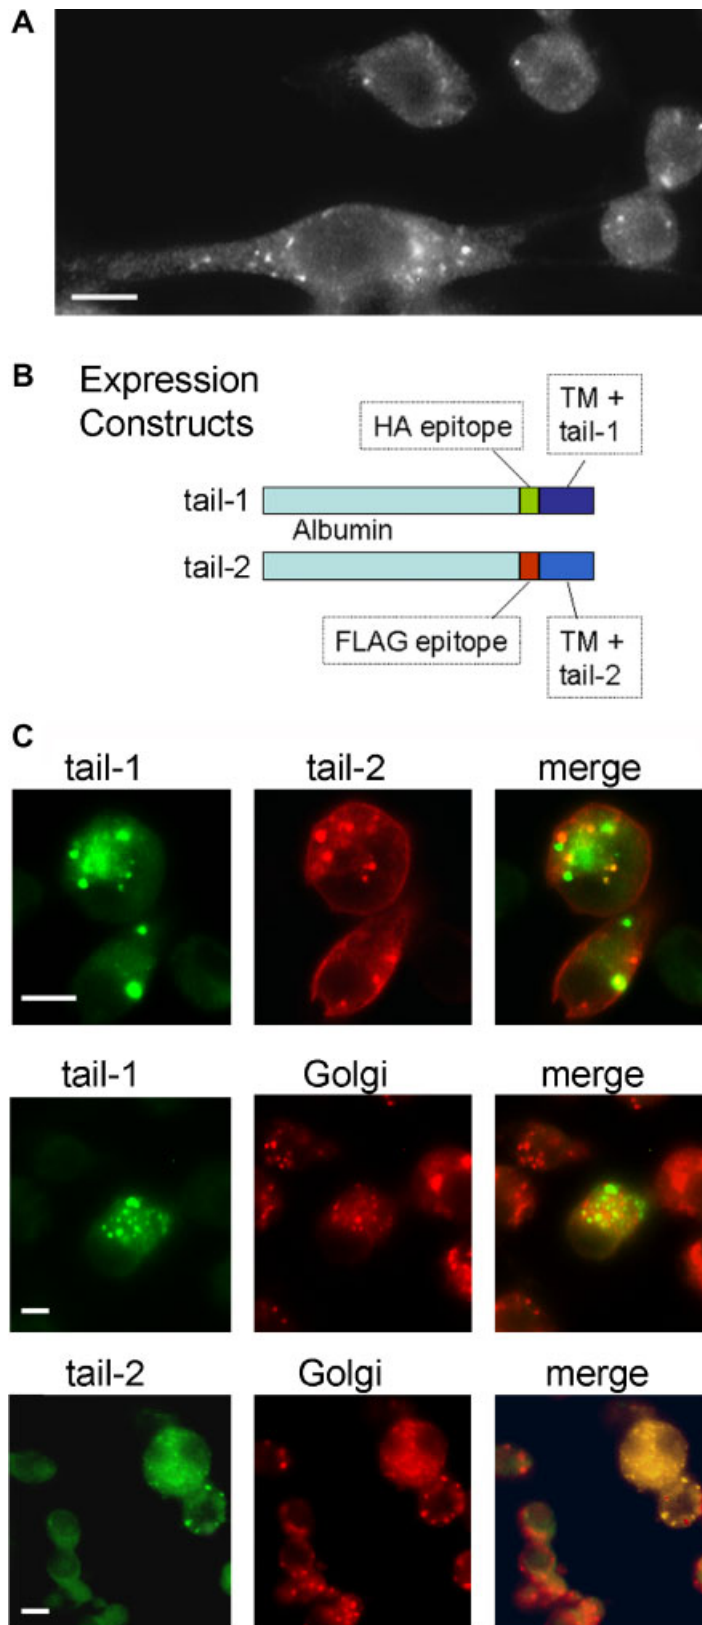 A
B
Expression
Constructs
HA epitope
TM +
tail-1
tail-1
Albumin
tail-2
FLAG epitope
TM +
tail-2
C
tail-1 tail-2 merge
tail-1 Golgi merge
tail-2 Golgi merge